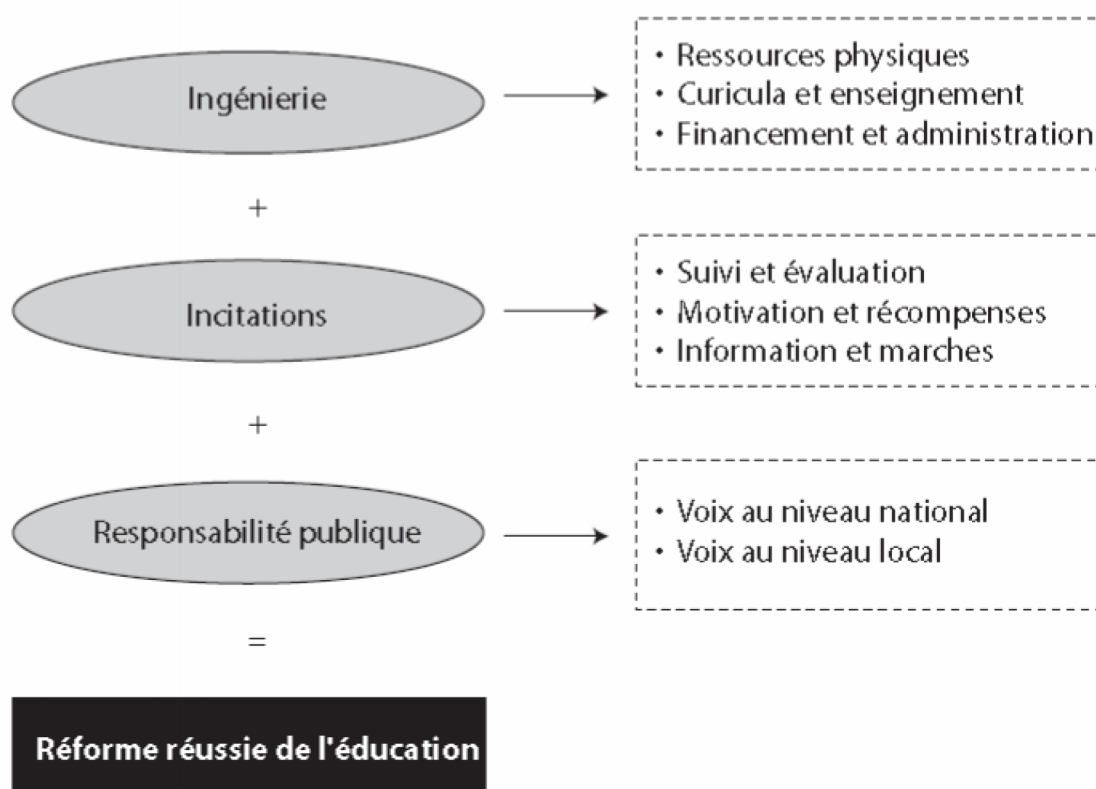 Ingénierie
• Ressources physiques
• Curicula et enseignement
• Financement et administration
+
Incitations
• Suivi et évaluation
• Motivation et récompenses
• Information et marches
+
Responsabilité publique
• Voix au niveau national
• Voix au niveau local
=
Réforme réussie de l'éducation